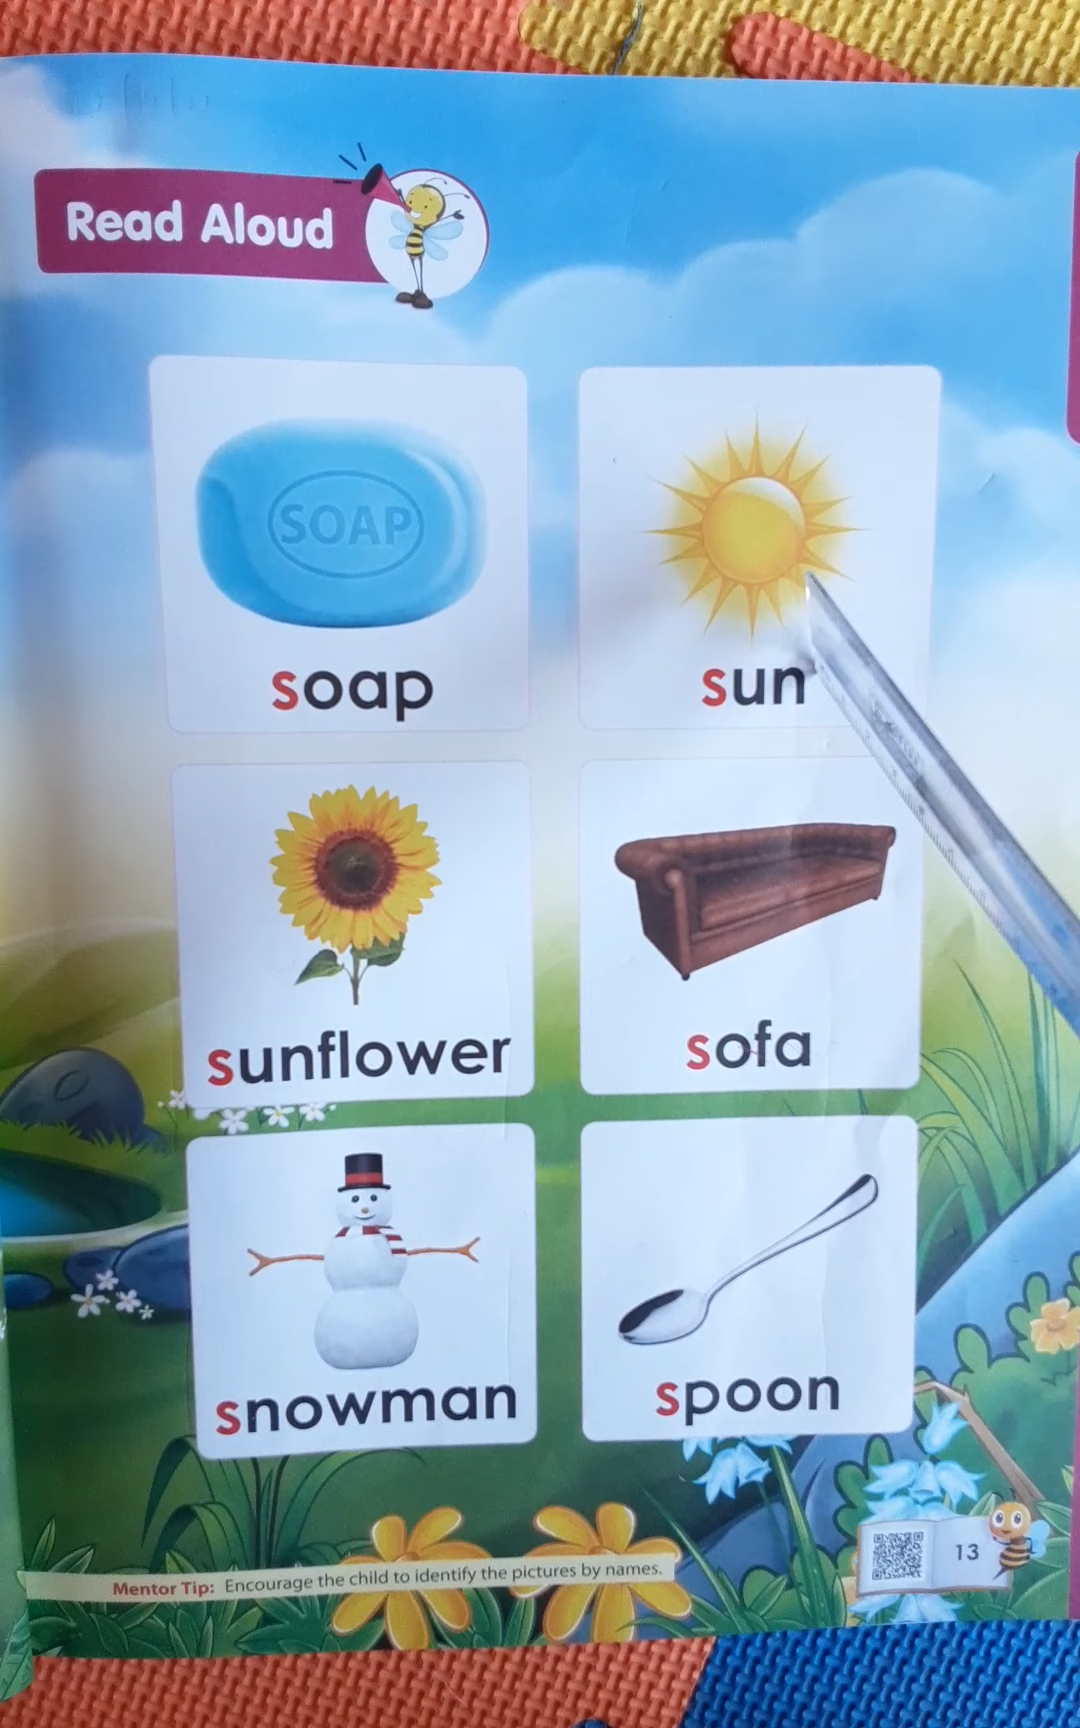 Read Aloud
SOAP
soap
sun
sunflower
sofa
snowman
spoon
13
Mentor Tip: Encourage the child to identify the pictures by names.